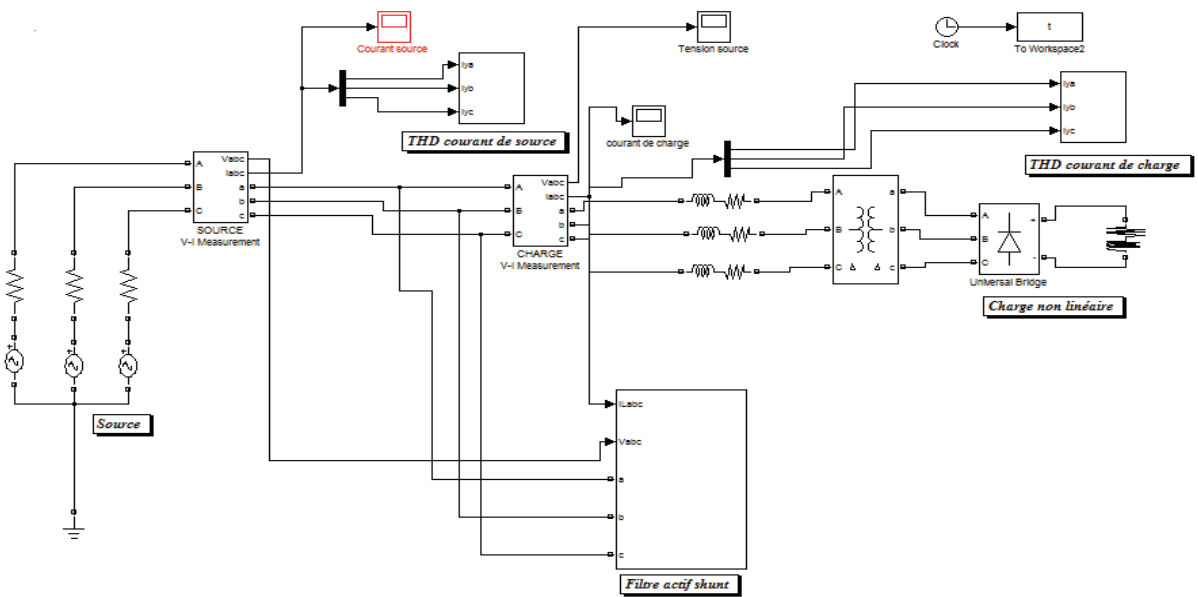 Courant source
Tension source
Clock
t
To Workspace2
Iya
Iyb
Iyc
THD courant de source
courant de charge
Iya
Iyb
Iyc
THD courant de charge
A
B
C
Vabc
Iabc
a
b
c
SOURCE
V-I Measurement
A
B
C
Vabc
Iabc
a
b
c
CHARGE
V-I Measurement
A
B
C
a
b
c
A
B
C
+
-
Universal Bridge
Charge non linéaire
+
+
+
Source
ILabc
Vabc
a
b
c
Filtre actif shunt